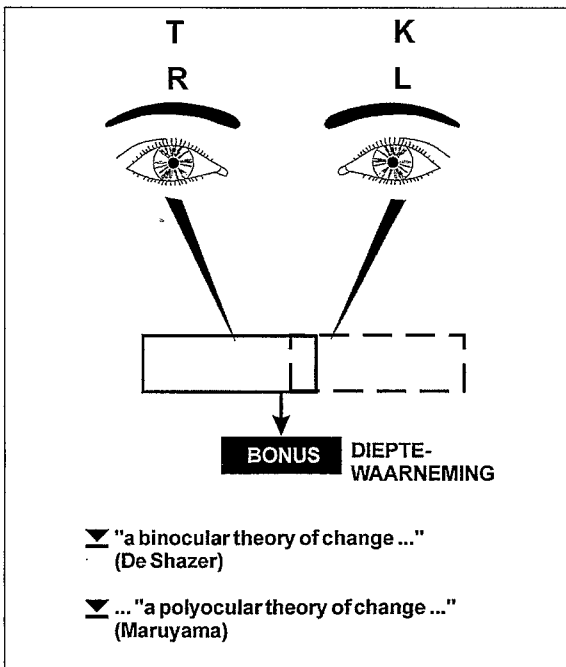 T K
R L
BONUS
DIEPTE-
WAARNEMING
"a binocular theory of change ..."
(De Shazer)
... "a polyocular theory of change ..."
(Maruyama)